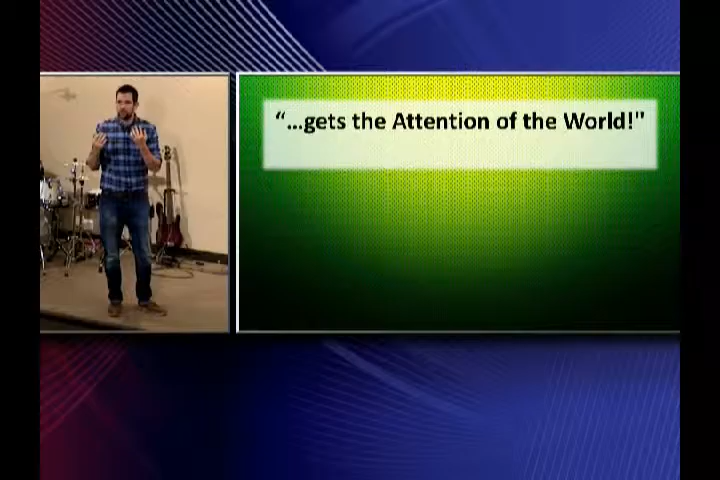 “...gets the Attention of the World!"